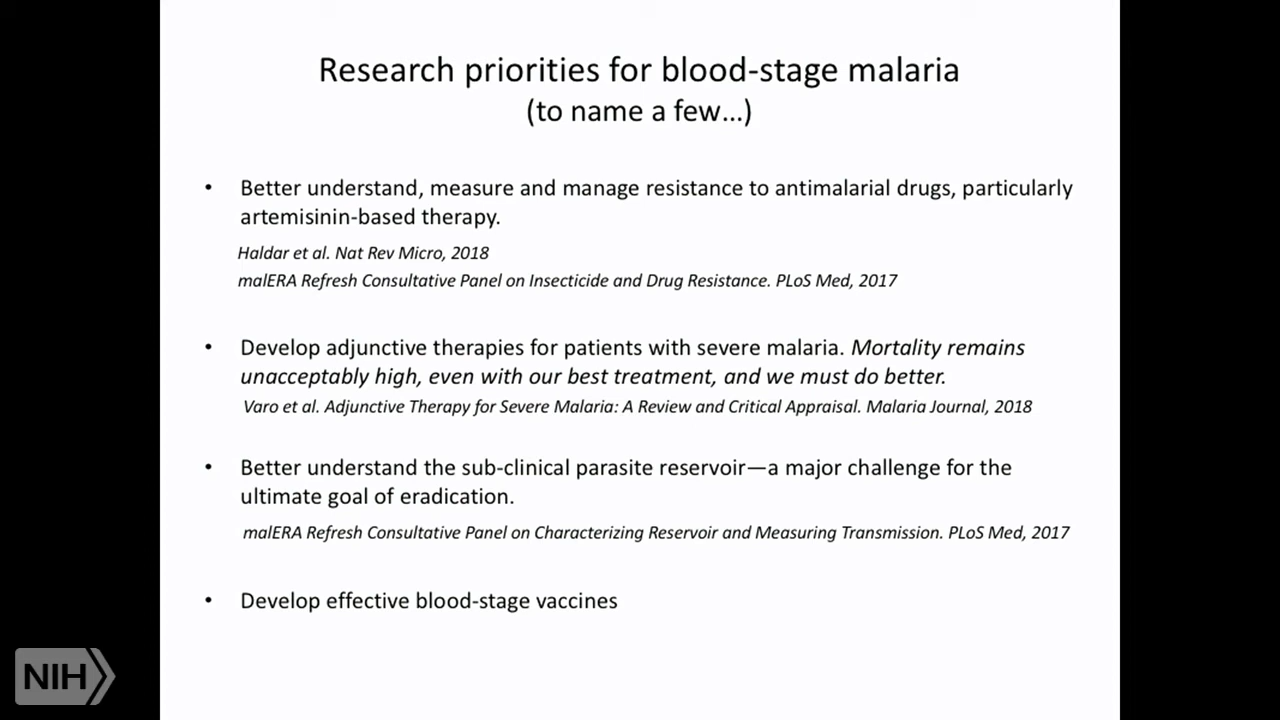 Research priorities for blood-stage malaria
(to name a few…)
• Better understand, measure and manage resistance to antimalarial drugs, particularly
artemisinin-based therapy.
Haldar et al. Nat Rev Micro, 2018
malERA Refresh Consultative Panel on Insecticide and Drug Resistance. PLoS Med, 2017
• Develop adjunctive therapies for patients with severe malaria. Mortality remains
unacceptably high, even with our best treatment, and we must do better.
Varo et al. Adjunctive Therapy for Severe Malaria: A Review and Critical Appraisal. Malaria Journal, 2018
• Better understand the sub-clinical parasite reservoir—a major challenge for the
ultimate goal of eradication.
malERA Refresh Consultative Panel on Characterizing Reservoir and Measuring Transmission. PLoS Med, 2017
• Develop effective blood-stage vaccines
NIH